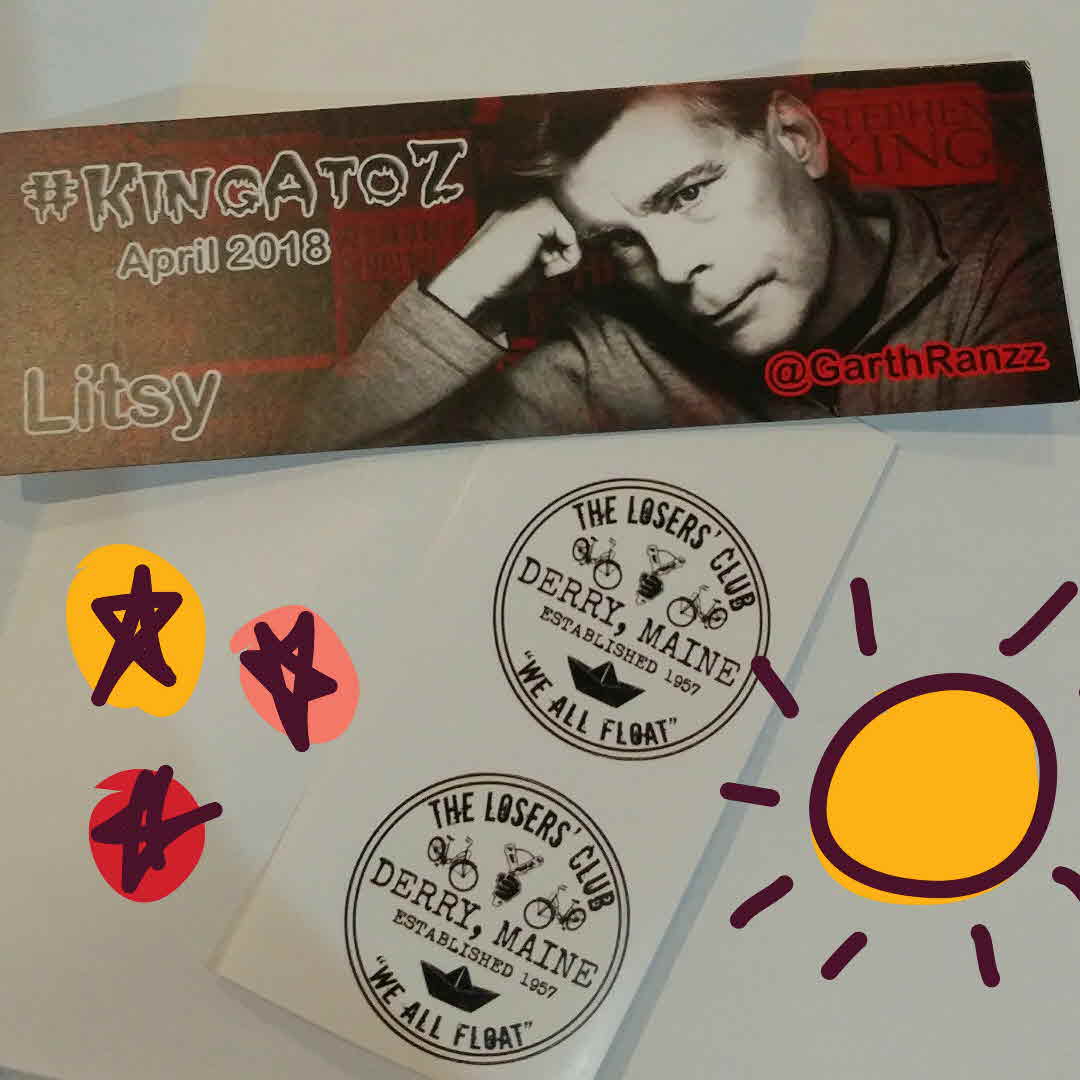 #KINGATOZ
April 2018
STEPHEN
KING
Litsy
@GarthRanzz
THE LOSERS' CLUB
DERRY, MAINE
ESTABLISHED 1957
"WE ALL FLOAT"
THE LOSERS' CLUB
DERRY, MAINE
ESTABLISHED 1957
"WE ALL FLOAT"